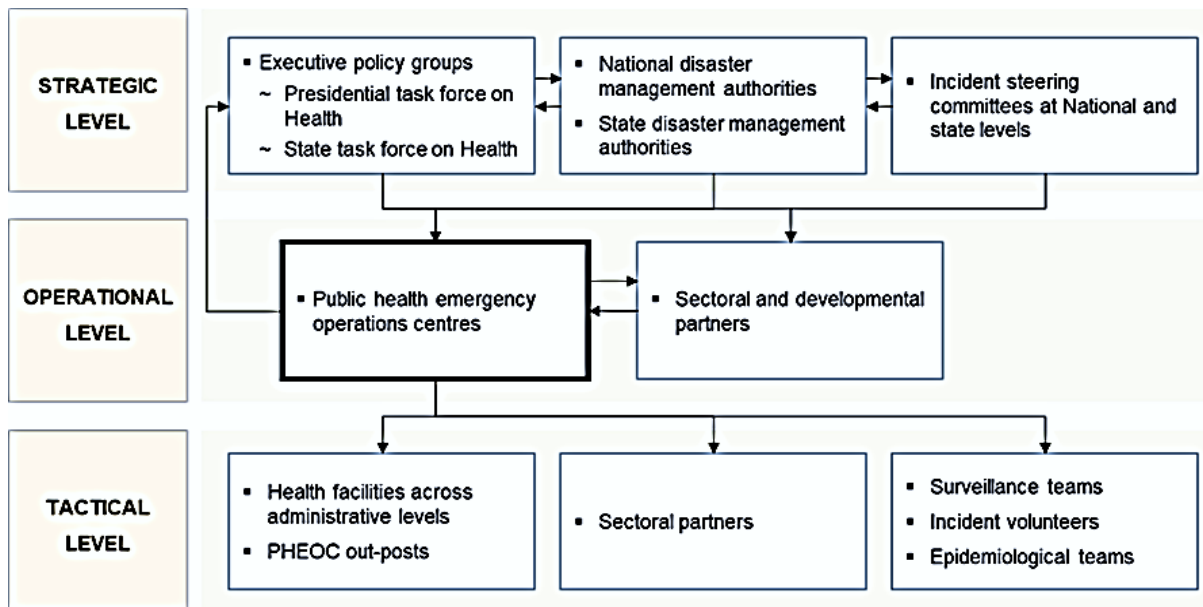 STRATEGIC
LEVEL
▪ Executive policy groups
~ Presidential task force on
Health
~ State task force on Health
▪ National disaster
management authorities
▪ State disaster management
authorities
▪ Incident steering
committees at National and
state levels
OPERATIONAL
LEVEL
▪ Public health emergency
operations centres
▪ Sectoral and developmental
partners
TACTICAL
LEVEL
▪ Health facilities across
administrative levels
▪ PHEOC out-posts
▪ Sectoral partners
▪ Surveillance teams
▪ Incident volunteers
▪ Epidemiological teams